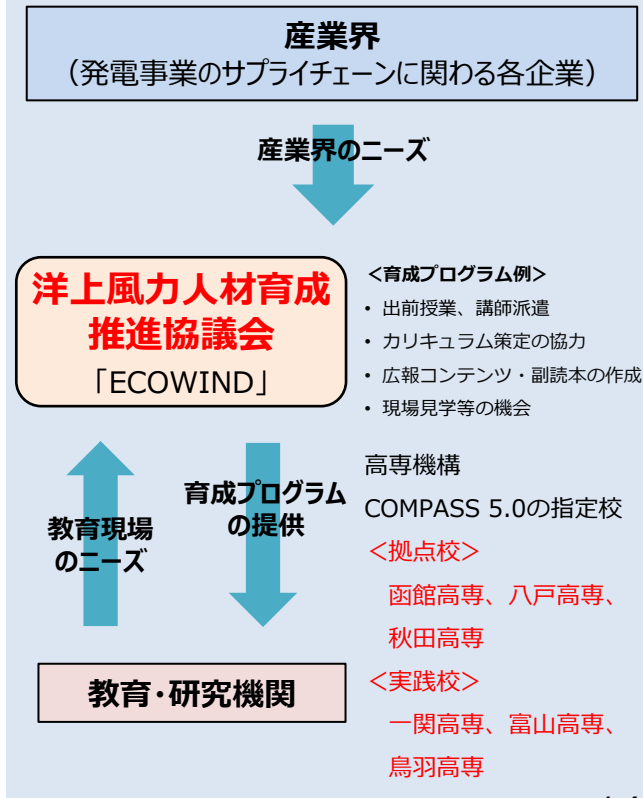 産業界
（発電事業のサプライチェーンに関わる各企業）
産業界のニーズ
洋上風力人材育成
推進協議会
「ECOWIND」
＜育成プログラム例＞
• 出前授業、講師派遣
• カリキュラム策定の協力
• 広報コンテンツ・副読本の作成
• 現場見学等の機会
教育現場
のニーズ
育成プログラム
の提供
高専機構
COMPASS 5.0の指定校
＜拠点校＞
函館高専、八戸高専、
秋田高専
＜実践校＞
一関高専、富山高専、
鳥羽高専
教育・研究機関